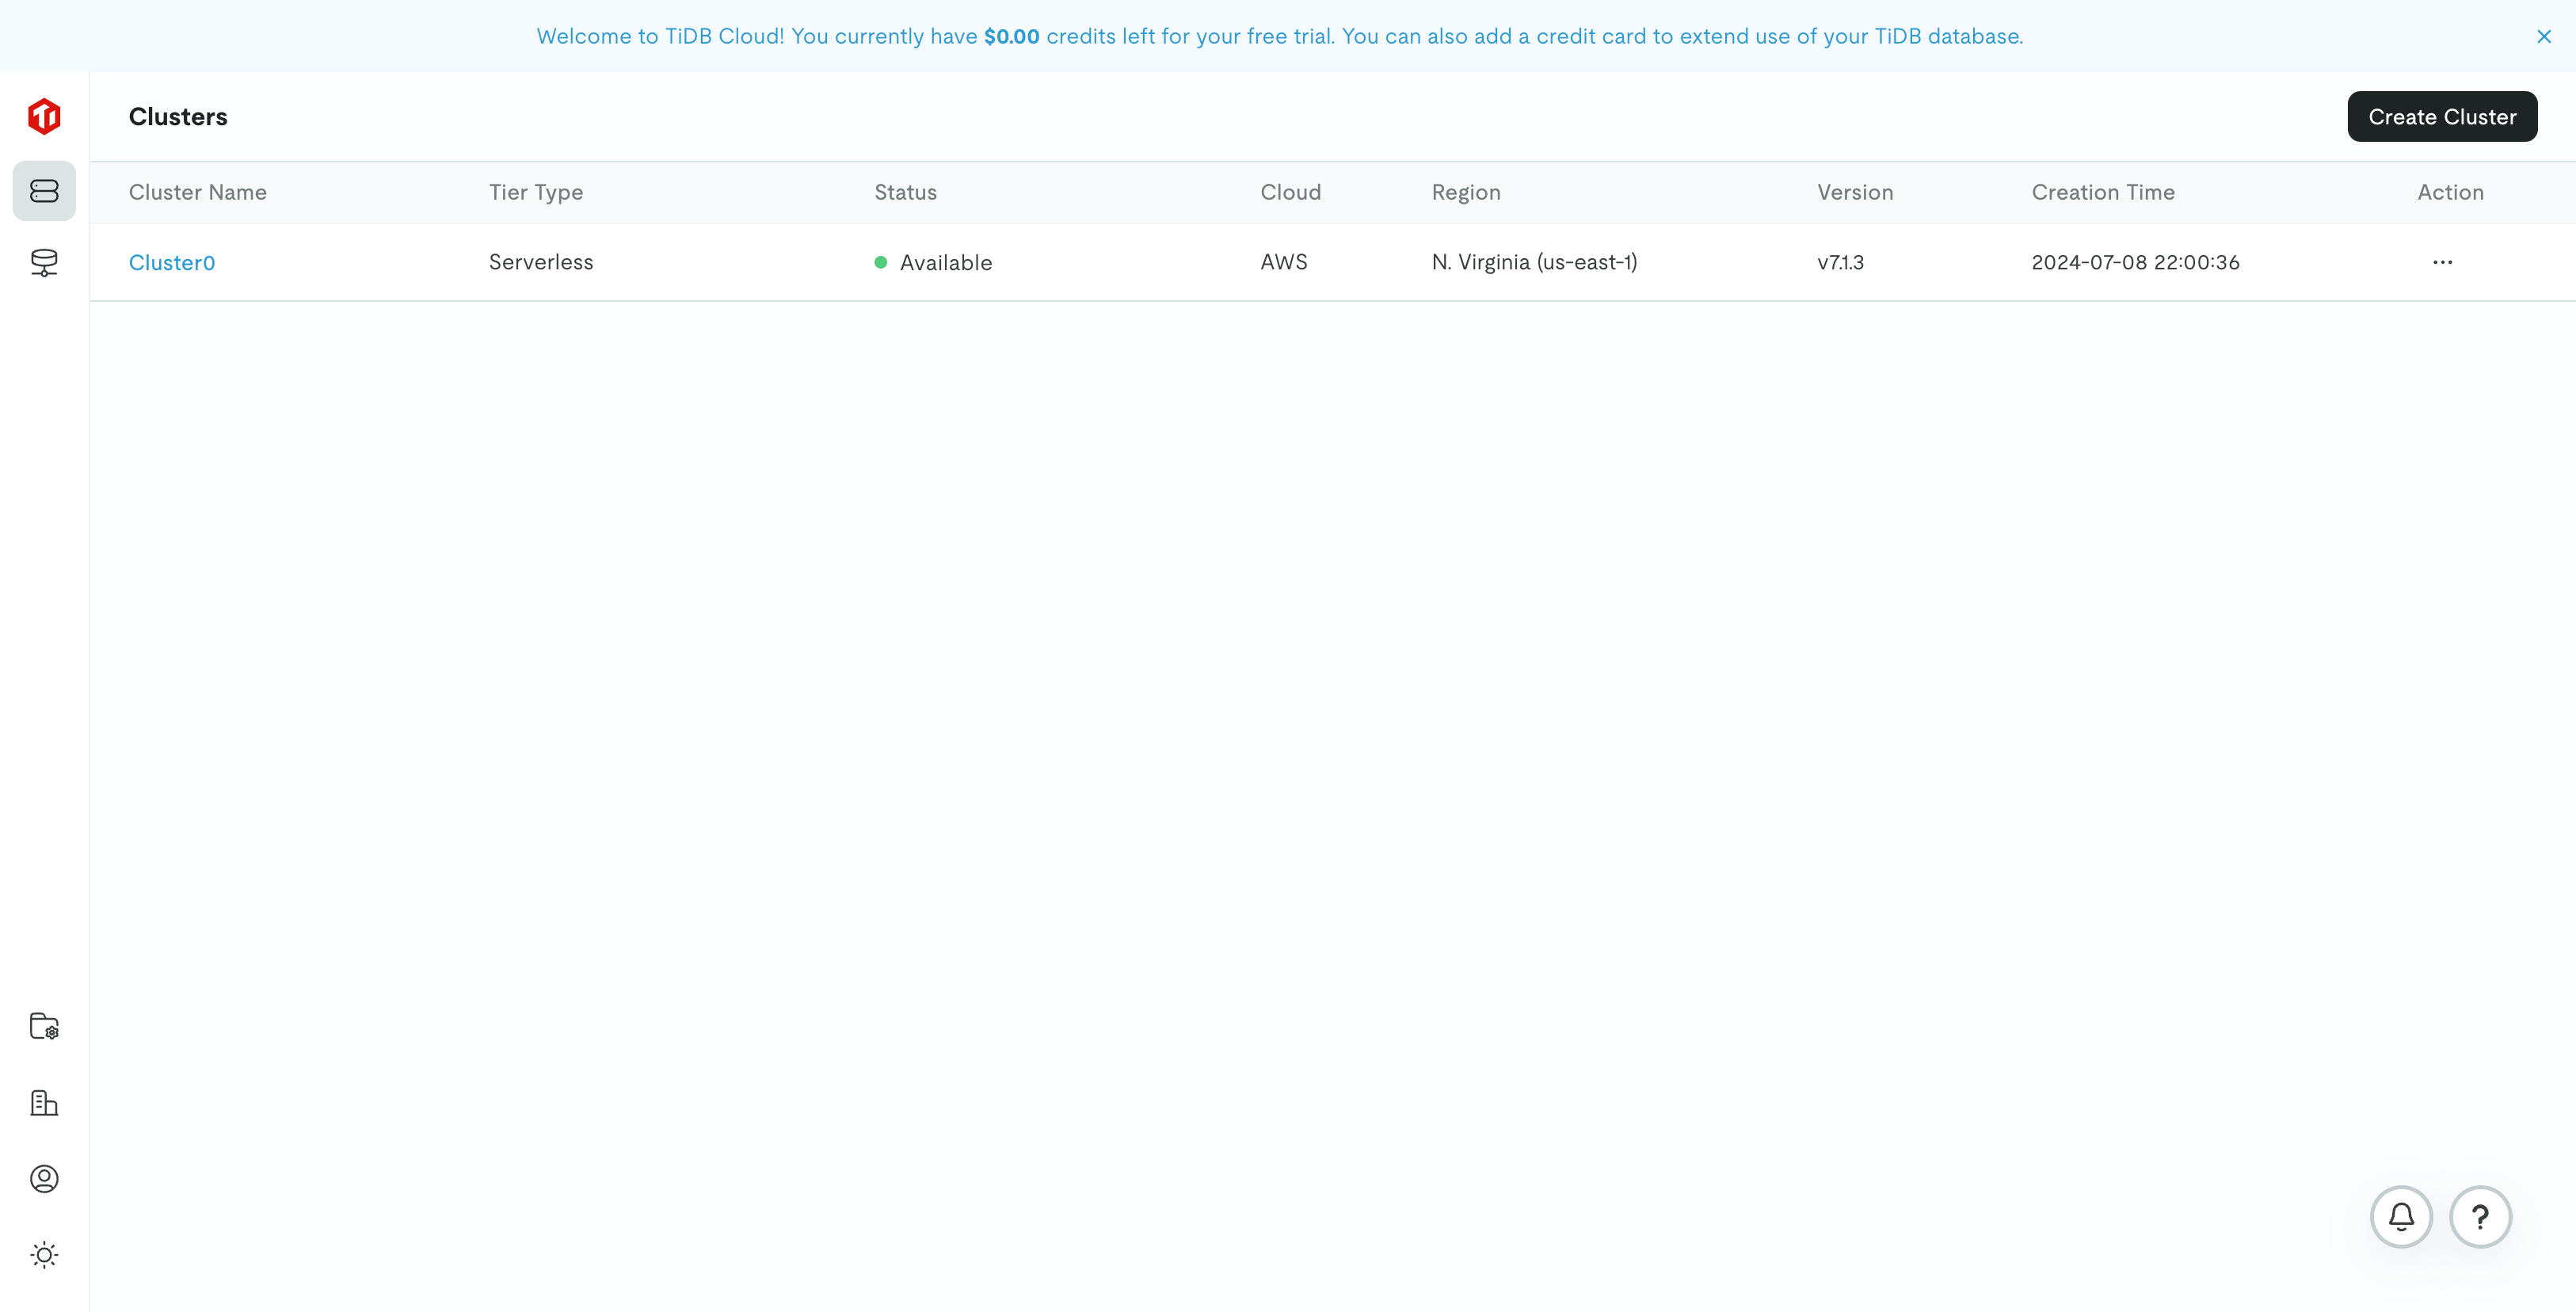 Welcome to TiDB Cloud! You currently have $0.00 credits left for your free trial. You can also add a credit card to extend use of your TiDB database.
Clusters
Create Cluster
Cluster Name Tier Type Status Cloud Region Version Creation Time Action
Cluster0 Serverless Available AWS N. Virginia (us-east-1) v7.1.3 2024-07-08 22:00:36 ...
?